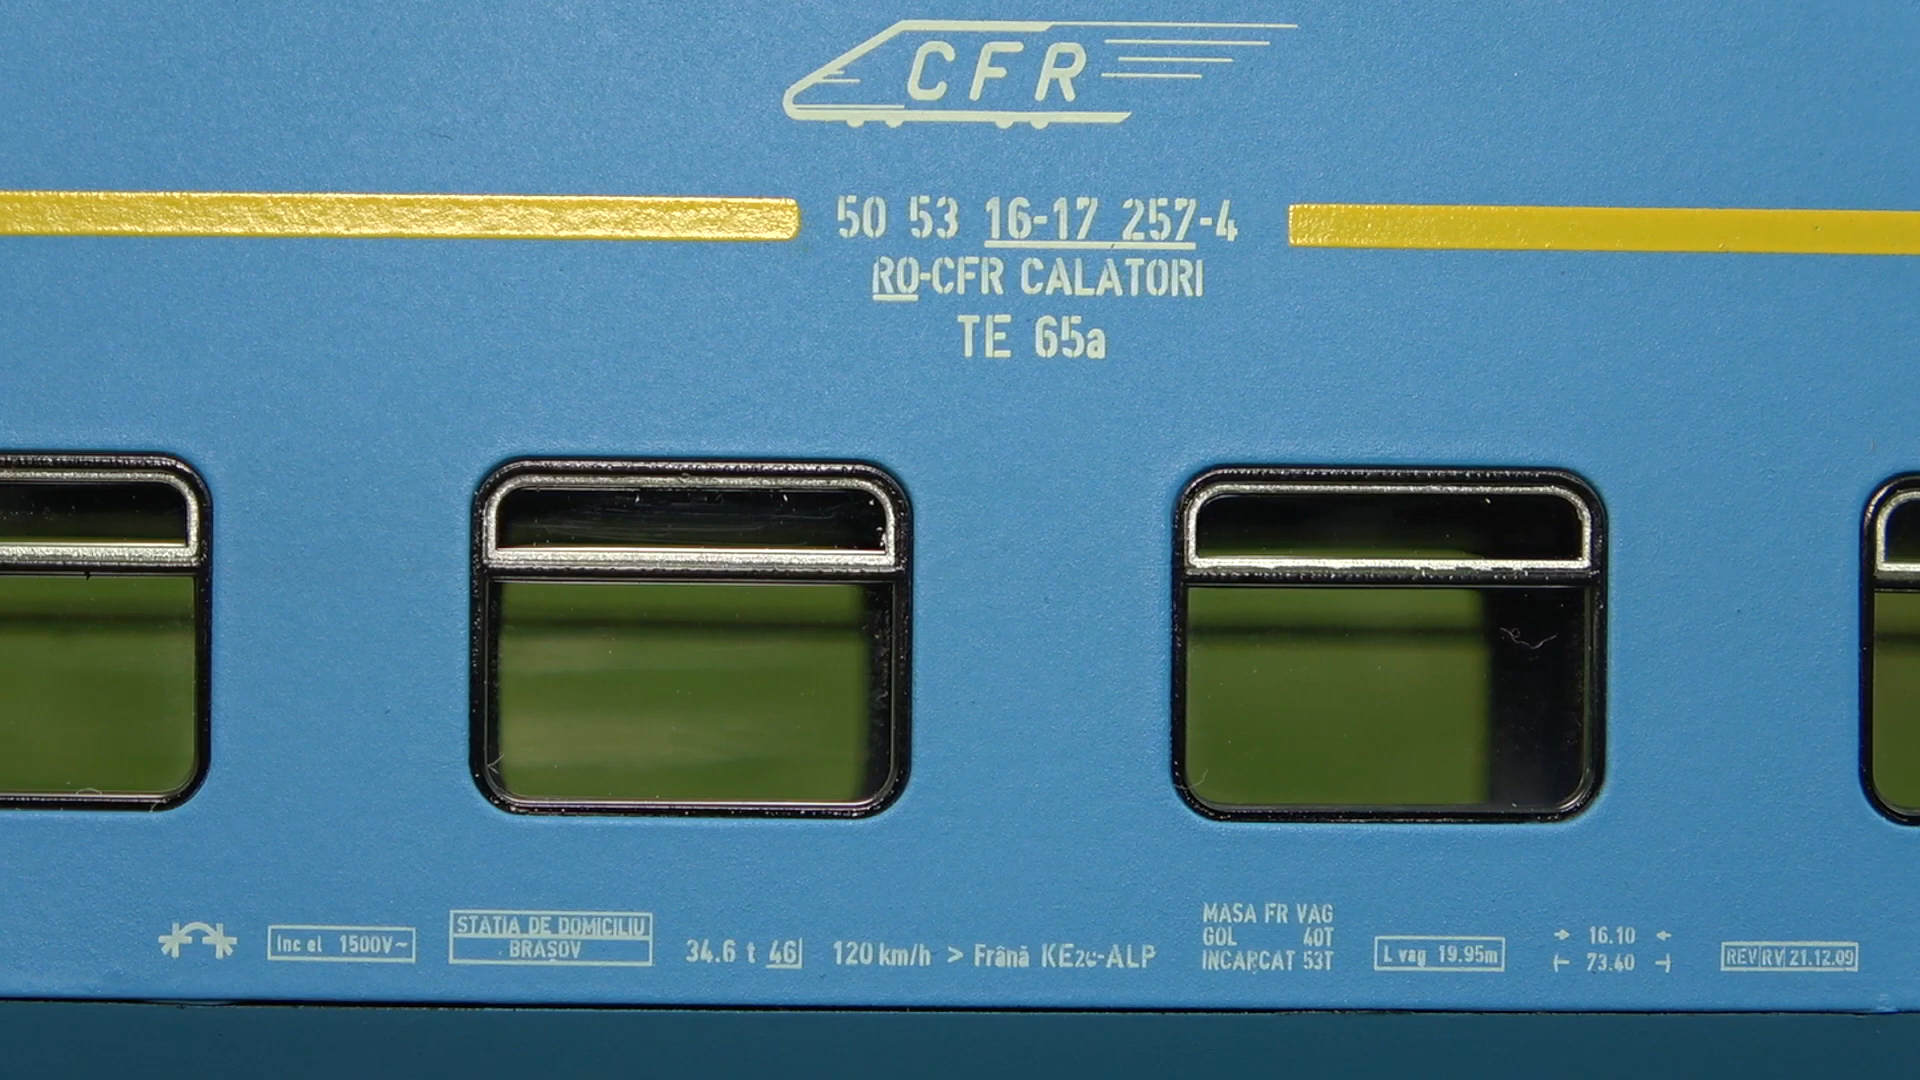 CFR
50 53 16-17 257-4
RO-CFR CALATORI
TE 65a
Inc el 1500V~
STATIA DE DOMICILIU
BRASOV
34.6 t 46
120 km/h > Frână KE2c-ALP
MASA FR VAG
GOL 40T
INCARCAT 53T
L vag 19.95m
16.10
73.40
REV RV 21.12.09